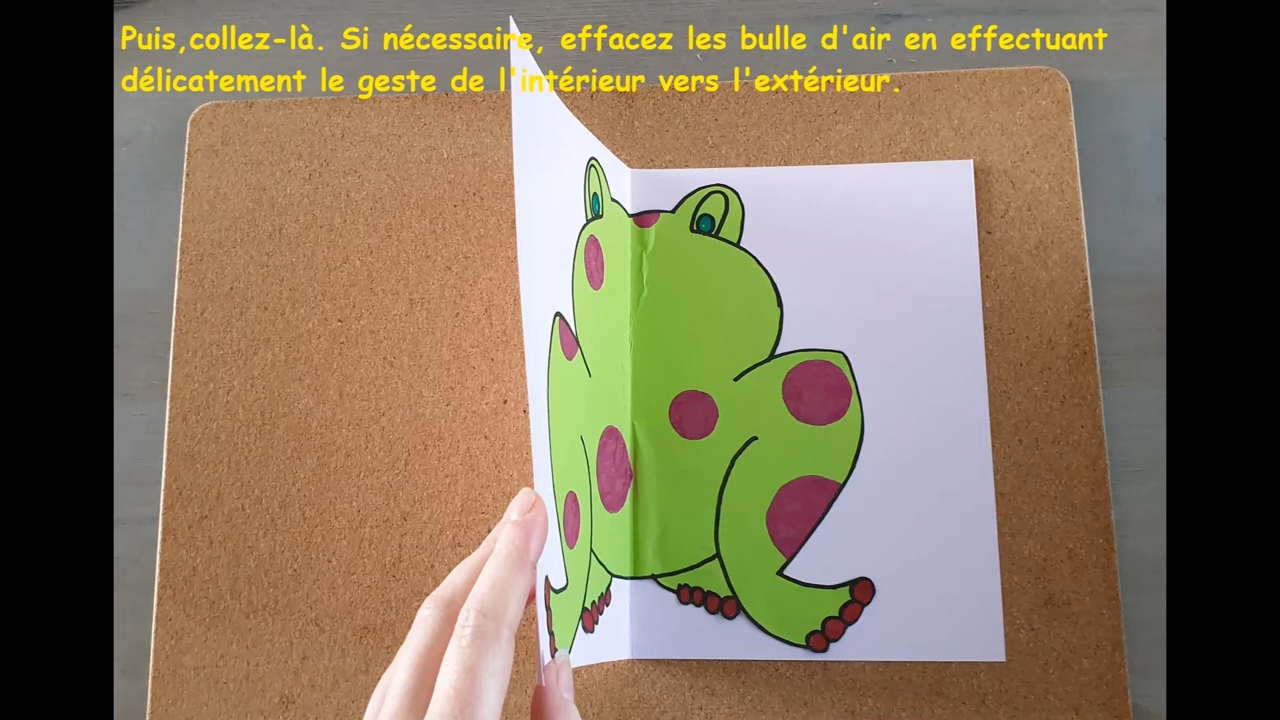 Puis,collez-là. Si nécessaire, effacez les bulle d'air en effectuant
délicatement le geste de l'intérieur vers l'extérieur.